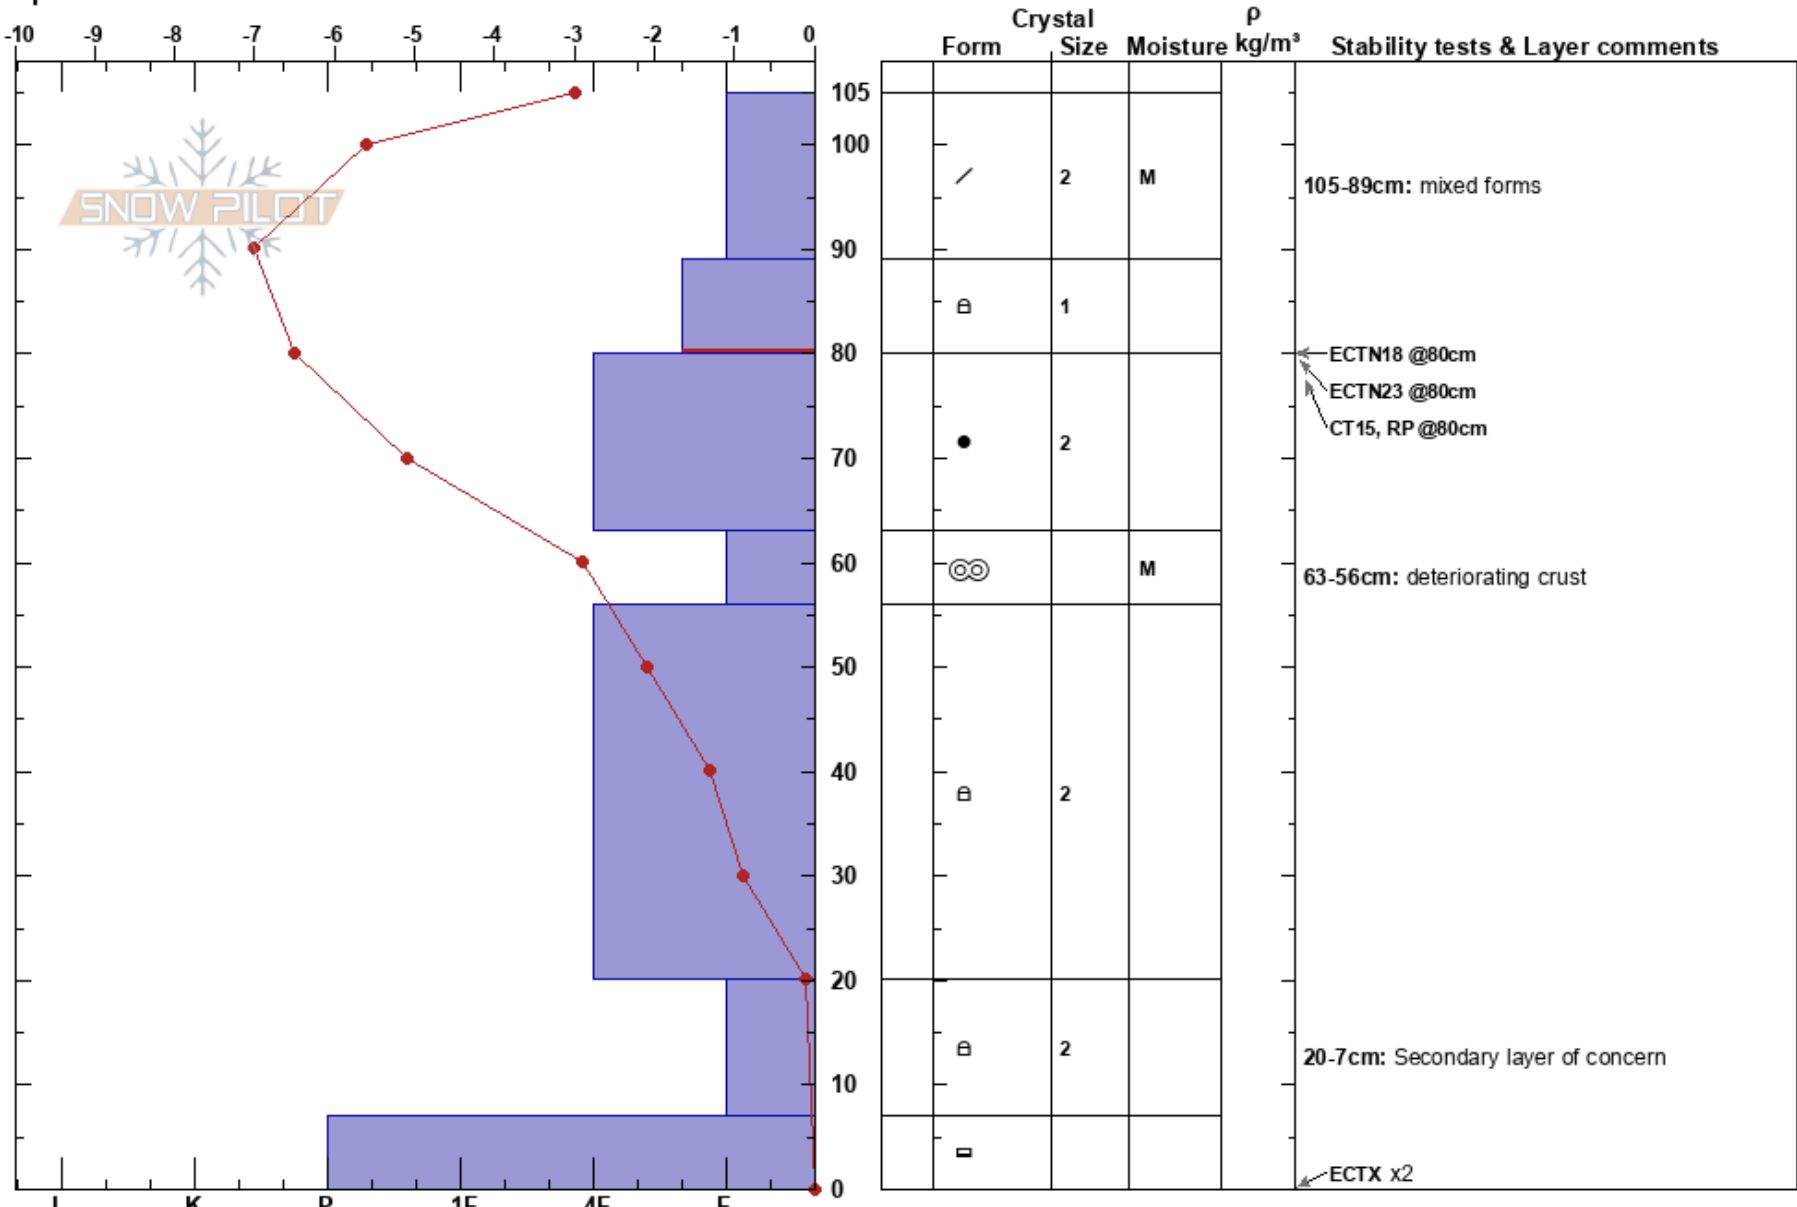 Crystal ρ
-10 -9 -8 -7 -6 -5 -4 -3 -2 -1 0
Form Size Moisture kg/m³ Stability tests & Layer comments
105
100
SNOW PILOT
/ 2 M
105-89cm: mixed forms
90
1
80
ECTN18 @80cm
ECTN23 @80cm
CT15, RP @80cm
2
70
60
M
63-56cm: deteriorating crust
50
40
2
30
20
2
20-7cm: Secondary layer of concern
10
ECTX x2
0
I K P 1F 4F F